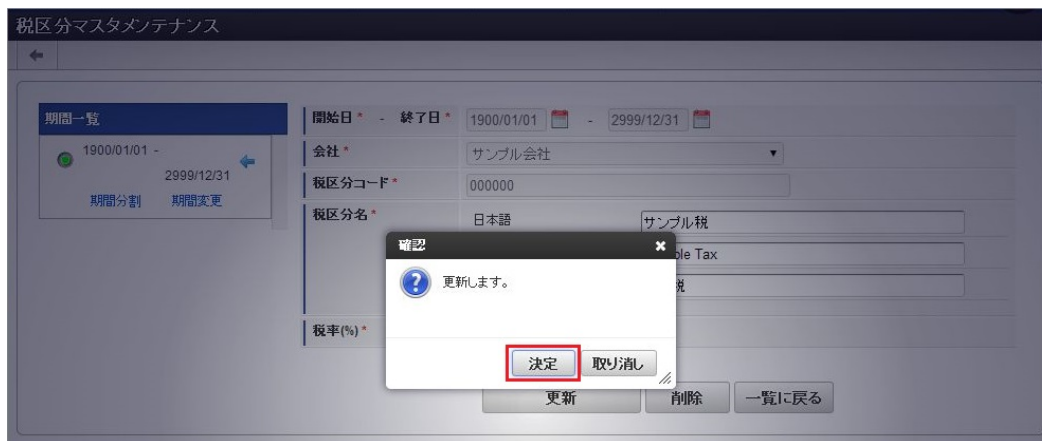 税区分マスタメンテナンス
期間一覧
1900/01/01 -
2999/12/31
期間分割 期間変更
開始日* - 終了日* 1900/01/01 - 2999/12/31
会社* サンプル会社
税区分コード* 000000
税区分名* 日本語 サンプル税
ple Tax
税
税率(%)*
確認
更新します。
決定 取り消し
更新 削除 一覧に戻る